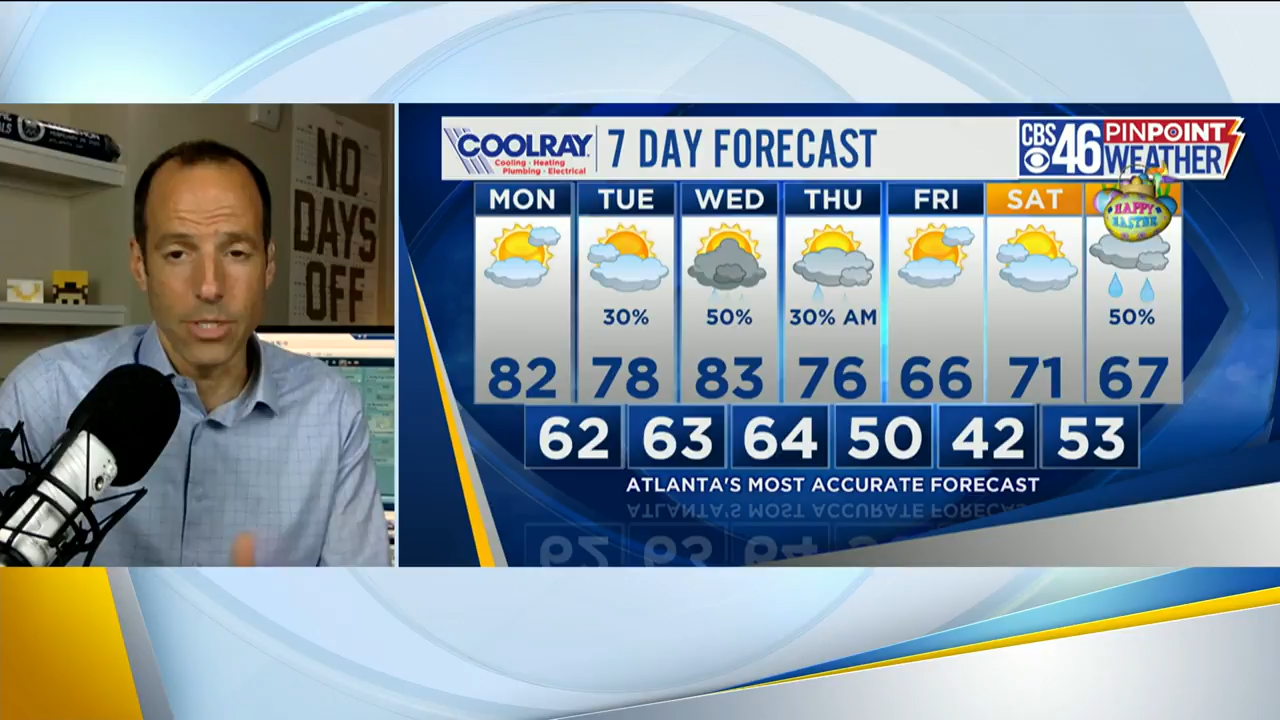 NO
DAYS
OFF
COOLRAY
Cooling · Heating
Plumbing · Electrical
7 DAY FORECAST
CBS 46
PINPOINT
WEATHER
MON TUE WED THU FRI SAT
HAPPY
EASTER
30% 50% 30% AM 50%
82 78 83 76 66 71 67
62 63 64 50 42 53
ATLANTA'S MOST ACCURATE FORECAST